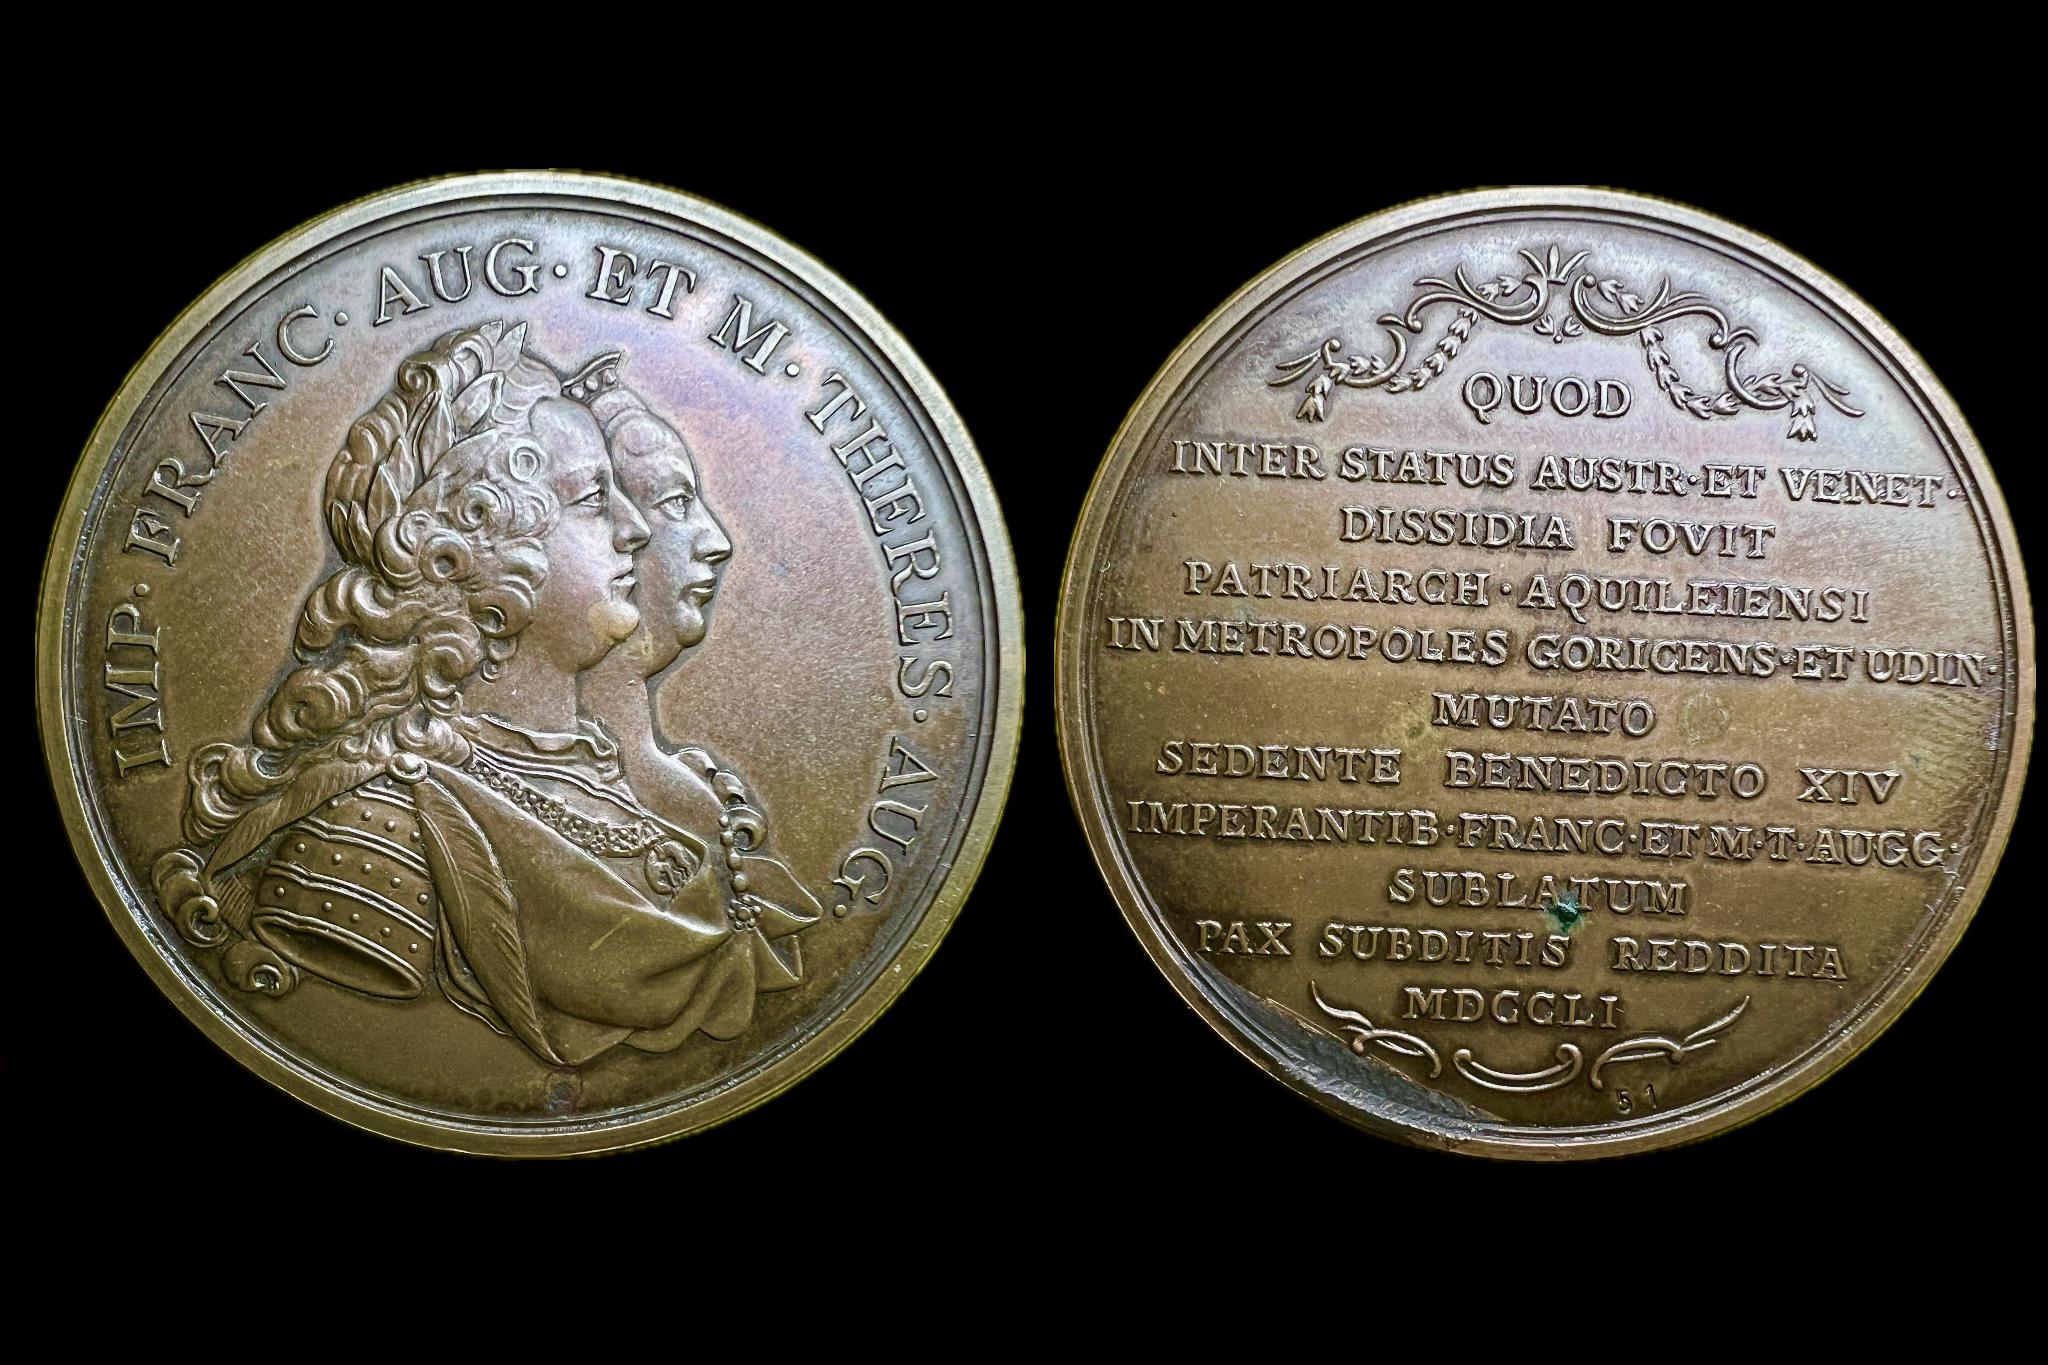 IMP · FRANC · AUG · ET M · THERES · AUG ·
QUOD
INTER STATUS AUSTR · ET VENET ·
DISSIDIA FOVIT
PATRIARCH · AQUILEIENSI
IN METROPOLES GORICENS · ET UDIN ·
MUTATO
SEDENTE BENEDICTO XIV
IMPERANTIB · FRANC · ET M · T · AUGG ·
SUBLATUM
PAX SUBDITIS REDDITA
MDCCLI
51